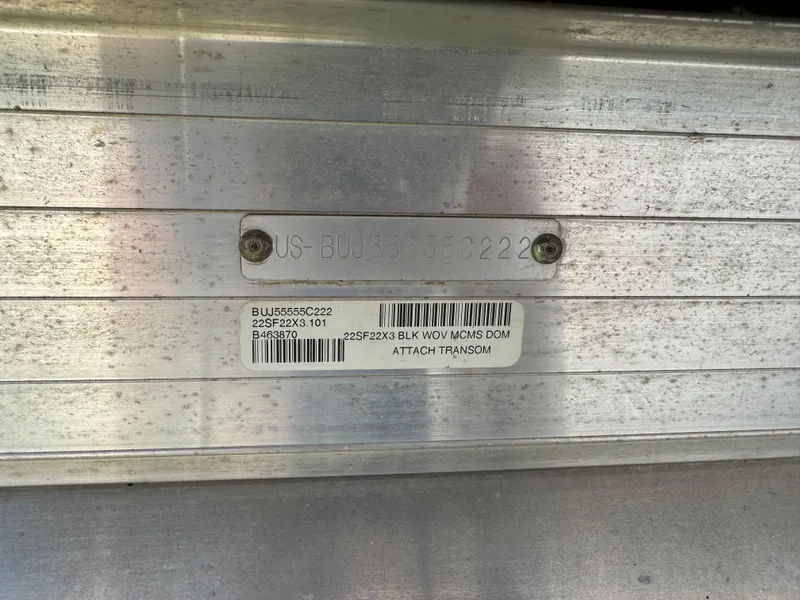 US-BUJ55555C222
BUJ55555C222
22SF22X3.101
B463870
22SF22X3 BLK WOV MCMS DOM
ATTACH TRANSOM